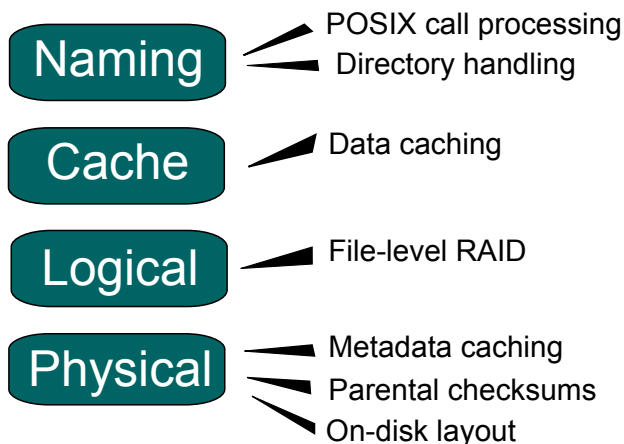 Naming
POSIX call processing
Directory handling
Cache
Data caching
Logical
File-level RAID
Physical
Metadata caching
Parental checksums
On-disk layout